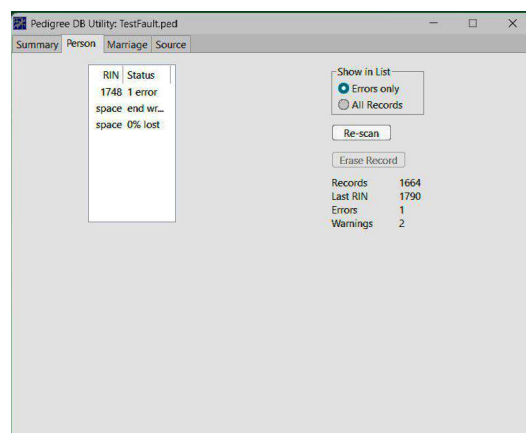 Pedigree DB Utility: TestFault.ped
Summary Person Marriage Source
RIN Status
1748 1 error
space end wr...
space 0% lost
Show in List
Errors only
All Records
Re-scan
Erase Record
Records 1664
Last RIN 1790
Errors 1
Warnings 2